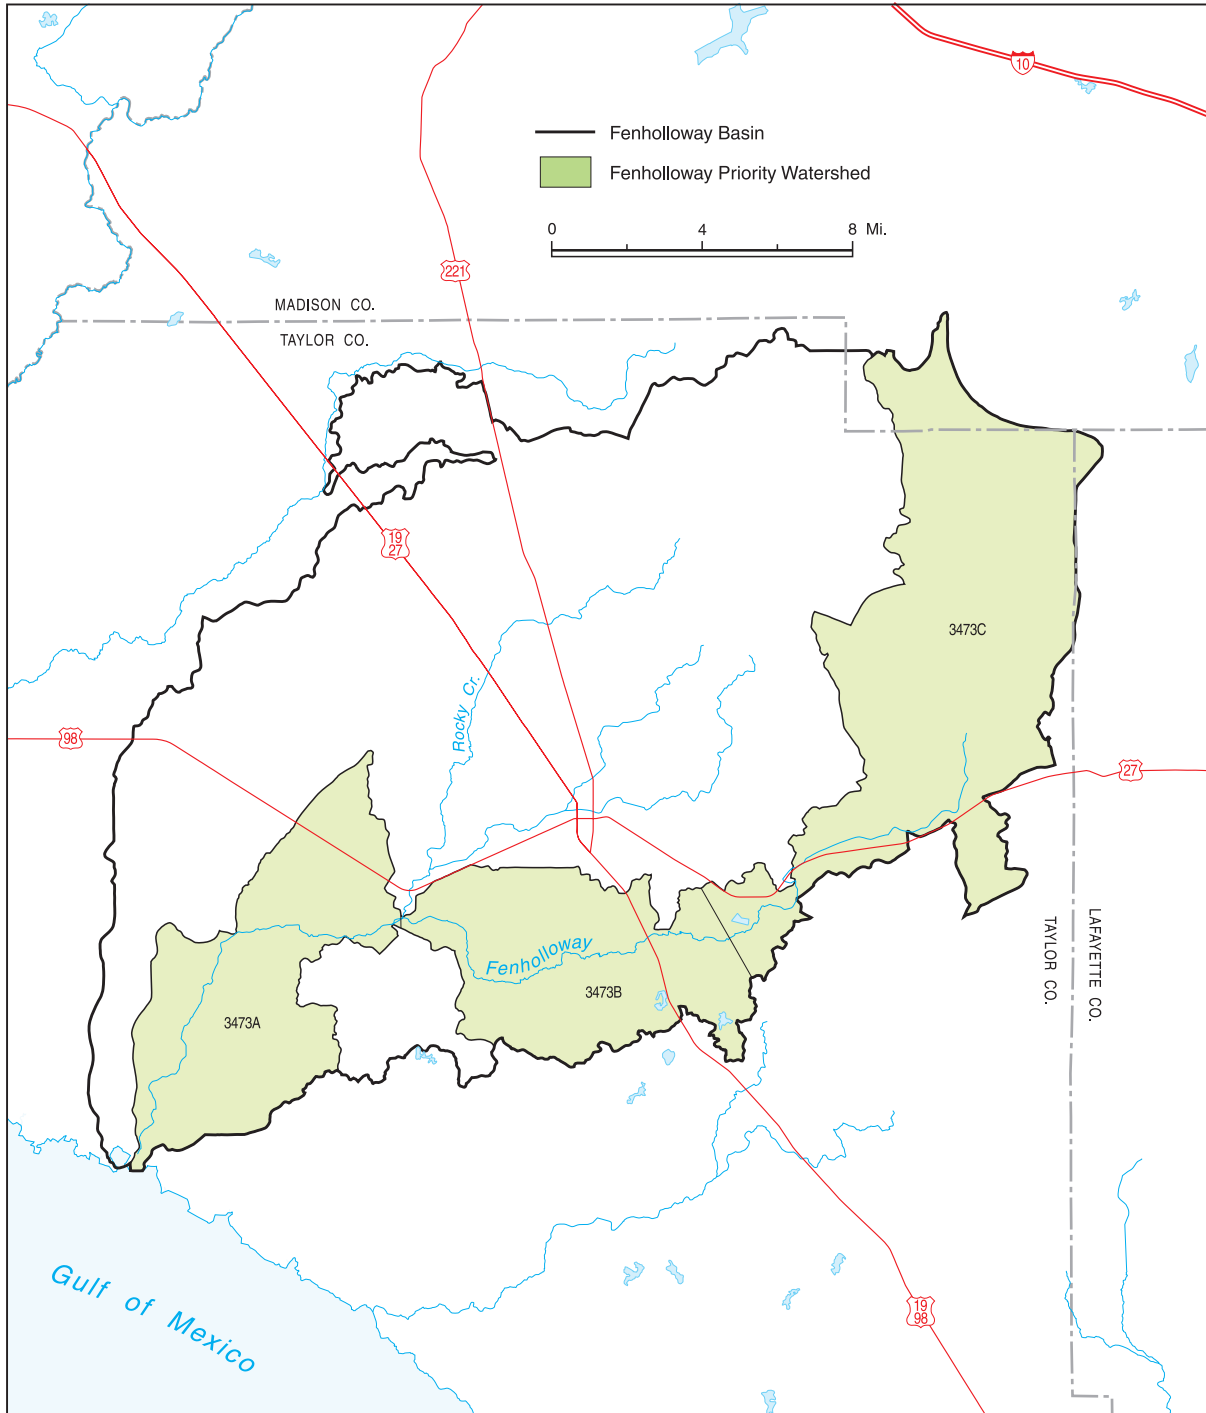 10
Fenholloway Basin
Fenholloway Priority Watershed
0 4 8 Mi.
221
MADISON CO.
TAYLOR CO.
19
27
3473C
Rocky Cr.
98
27
Fenholloway
3473B
3473A
LAFAYETTE CO.
TAYLOR CO.
Gulf of Mexico
19
98